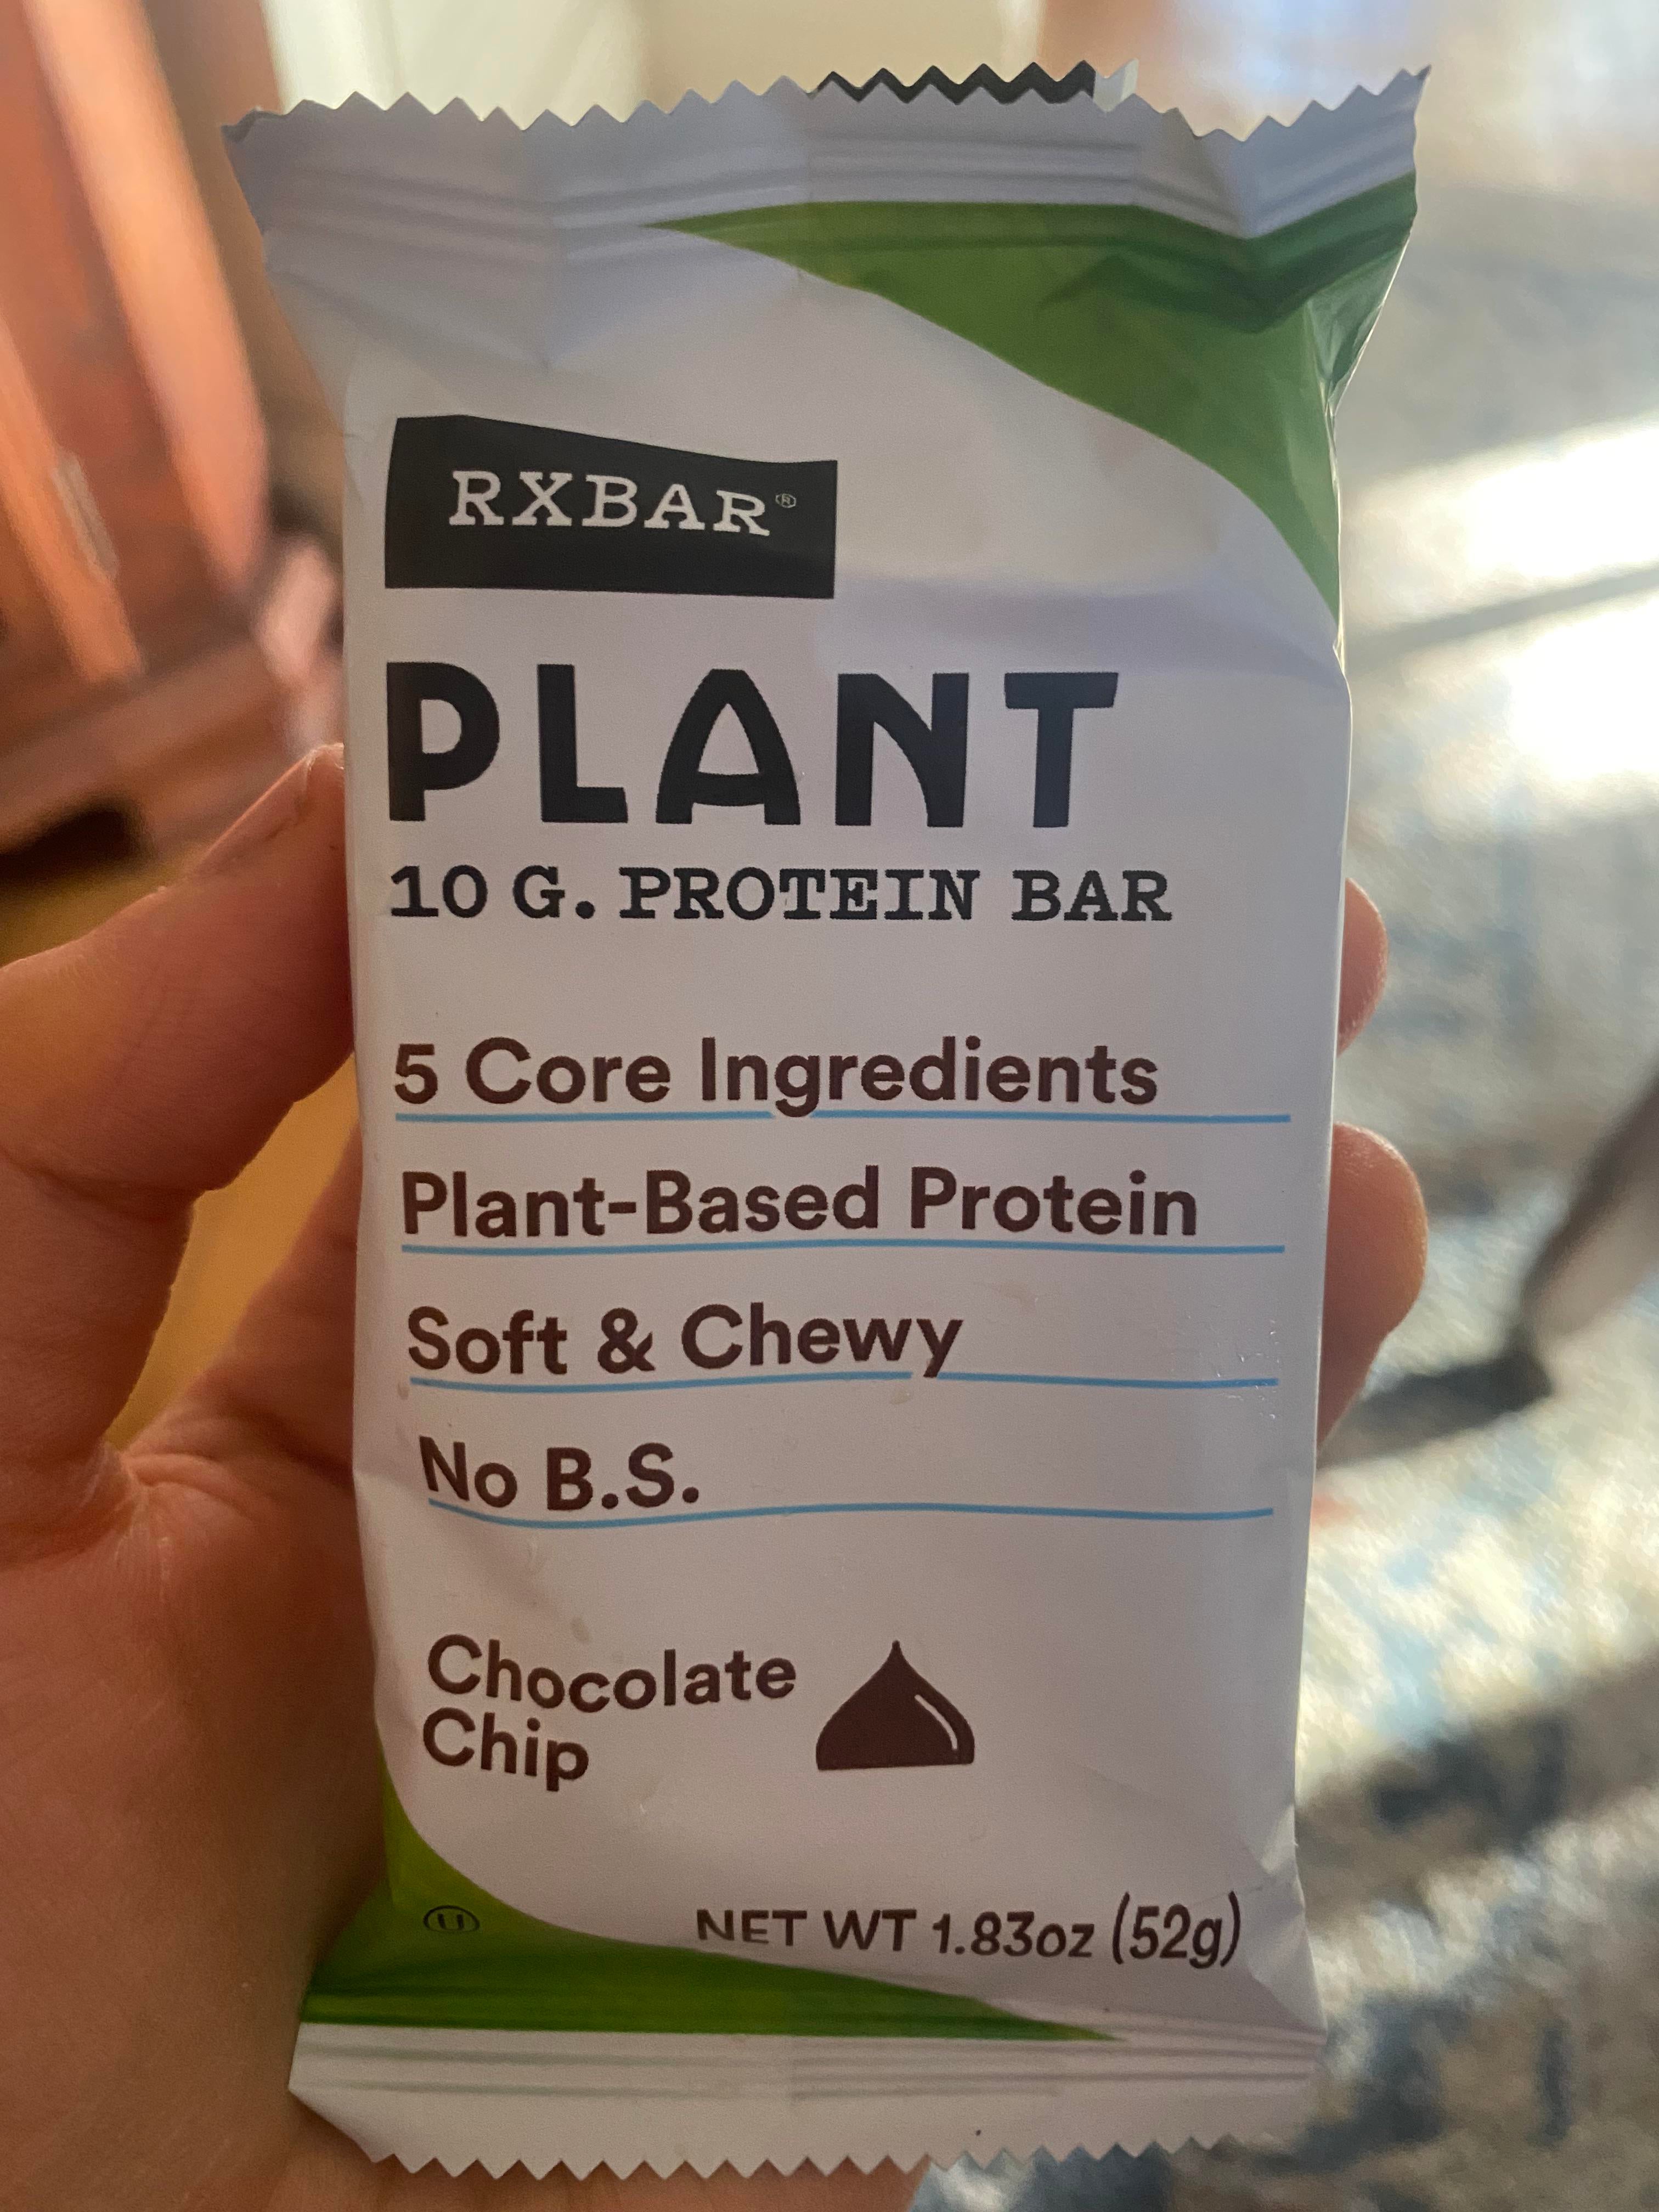 RXBAR®
PLANT
10 G. PROTEIN BAR
5 Core Ingredients
Plant-Based Protein
Soft & Chewy
No B.S.
Chocolate
Chip
U
NET WT 1.83oz (52g)